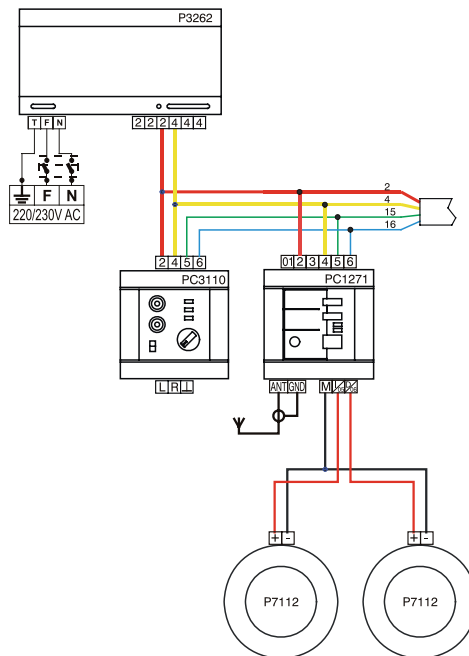 P3262
T F N
2 2 2 4 4 4
F N
220/230V AC
2
4
15
16
2 4 5 6
PC3110
01 2 3 4 5 6
PC1271
L R ⊥
ANT GND
M
+ -
+ -
P7112
P7112